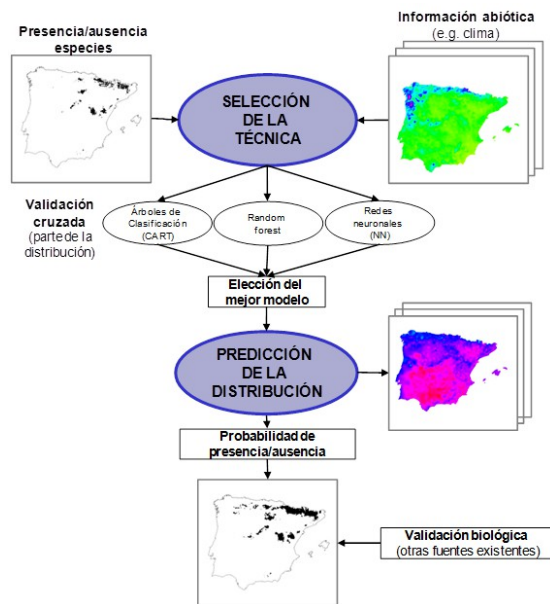 Presencia/ausencia
especies
Información abiótica
(e.g. clima)
SELECCIÓN
DE LA
TÉCNICA
Validación
cruzada
(parte de la
distribución)
Árboles de
Clasificación
(CART)
Random
forest
Redes
neuronales
(NN)
Elección del
mejor modelo
PREDICCIÓN
DE LA
DISTRIBUCIÓN
Probabilidad de
presencia/ausencia
Validación biológica
(otras fuentes existentes)